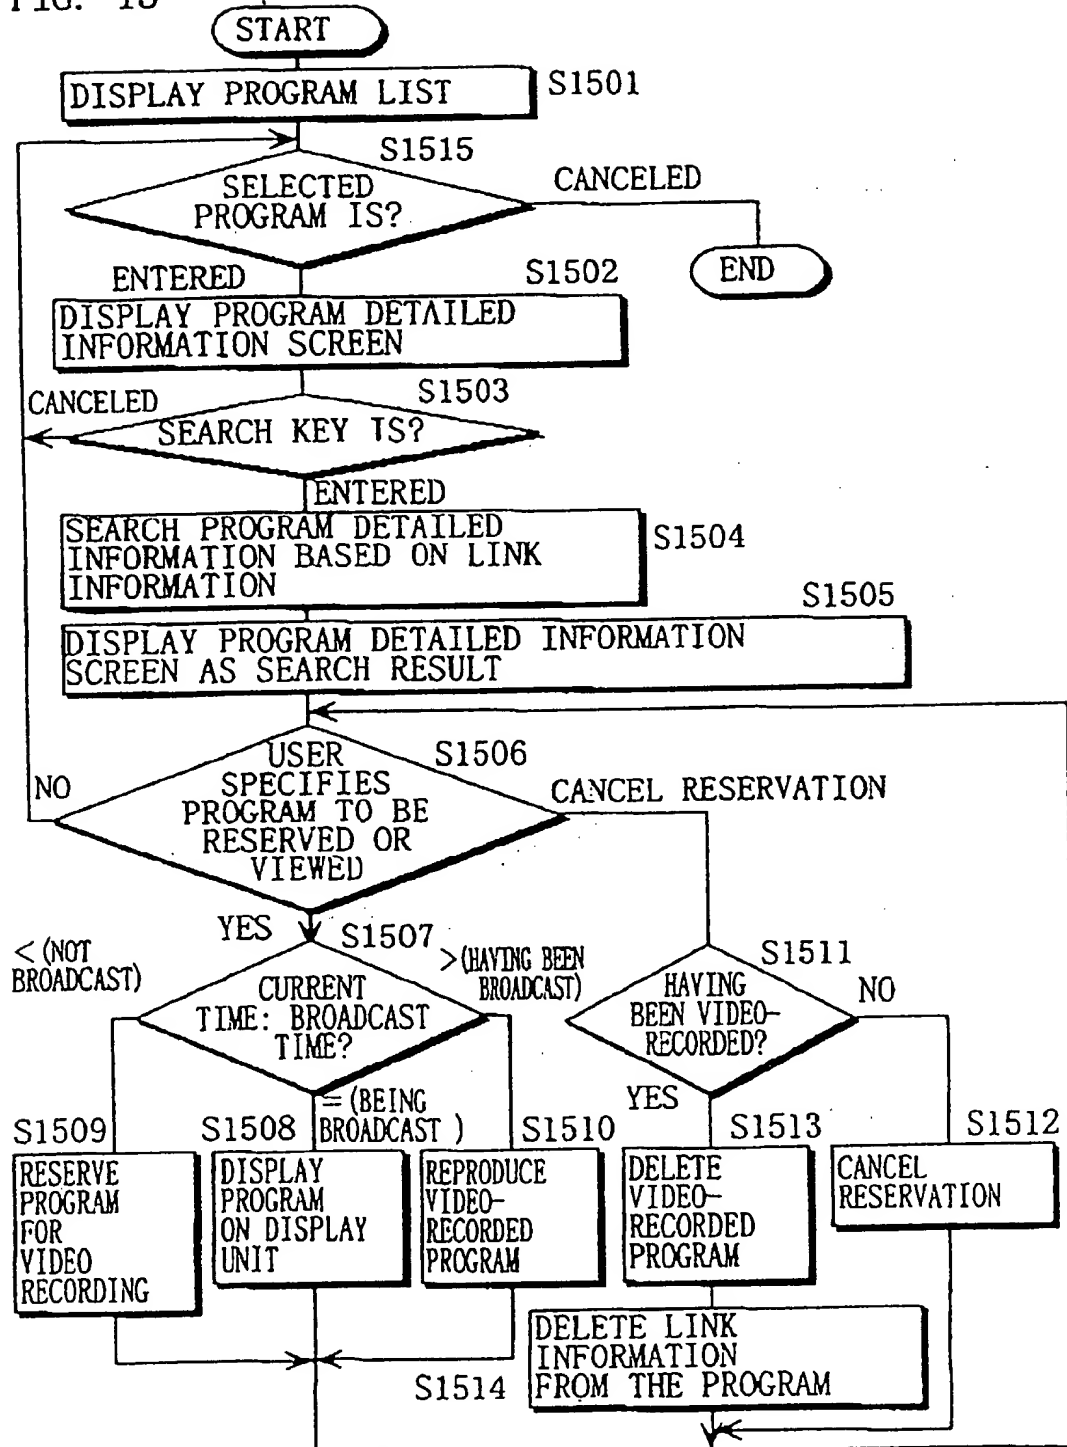 FIG. 15
START
DISPLAY PROGRAM LIST
S1501
S1515
SELECTED
PROGRAM IS?
CANCELED
END
ENTERED
S1502
DISPLAY PROGRAM DETAILED
INFORMATION SCREEN
S1503
CANCELED
SEARCH KEY IS?
ENTERED
SEARCH PROGRAM DETAILED
INFORMATION BASED ON LINK
INFORMATION
S1504
S1505
DISPLAY PROGRAM DETAILED INFORMATION
SCREEN AS SEARCH RESULT
S1506
USER
SPECIFIES
PROGRAM TO BE
RESERVED OR
VIEWED
NO
CANCEL RESERVATION
YES
S1507
<(NOT
BROADCAST)
>(HAVING BEEN
BROADCAST)
CURRENT
TIME: BROADCAST
TIME?
S1511
HAVING
BEEN VIDEO-
RECORDED?
NO
YES
=(BEING
BROADCAST )
S1509
RESERVE
PROGRAM
FOR
VIDEO
RECORDING
S1508
DISPLAY
PROGRAM
ON DISPLAY
UNIT
S1510
REPRODUCE
VIDEO-
RECORDED
PROGRAM
S1513
DELETE
VIDEO-
RECORDED
PROGRAM
S1512
CANCEL
RESERVATION
S1514
DELETE LINK
INFORMATION
FROM THE PROGRAM